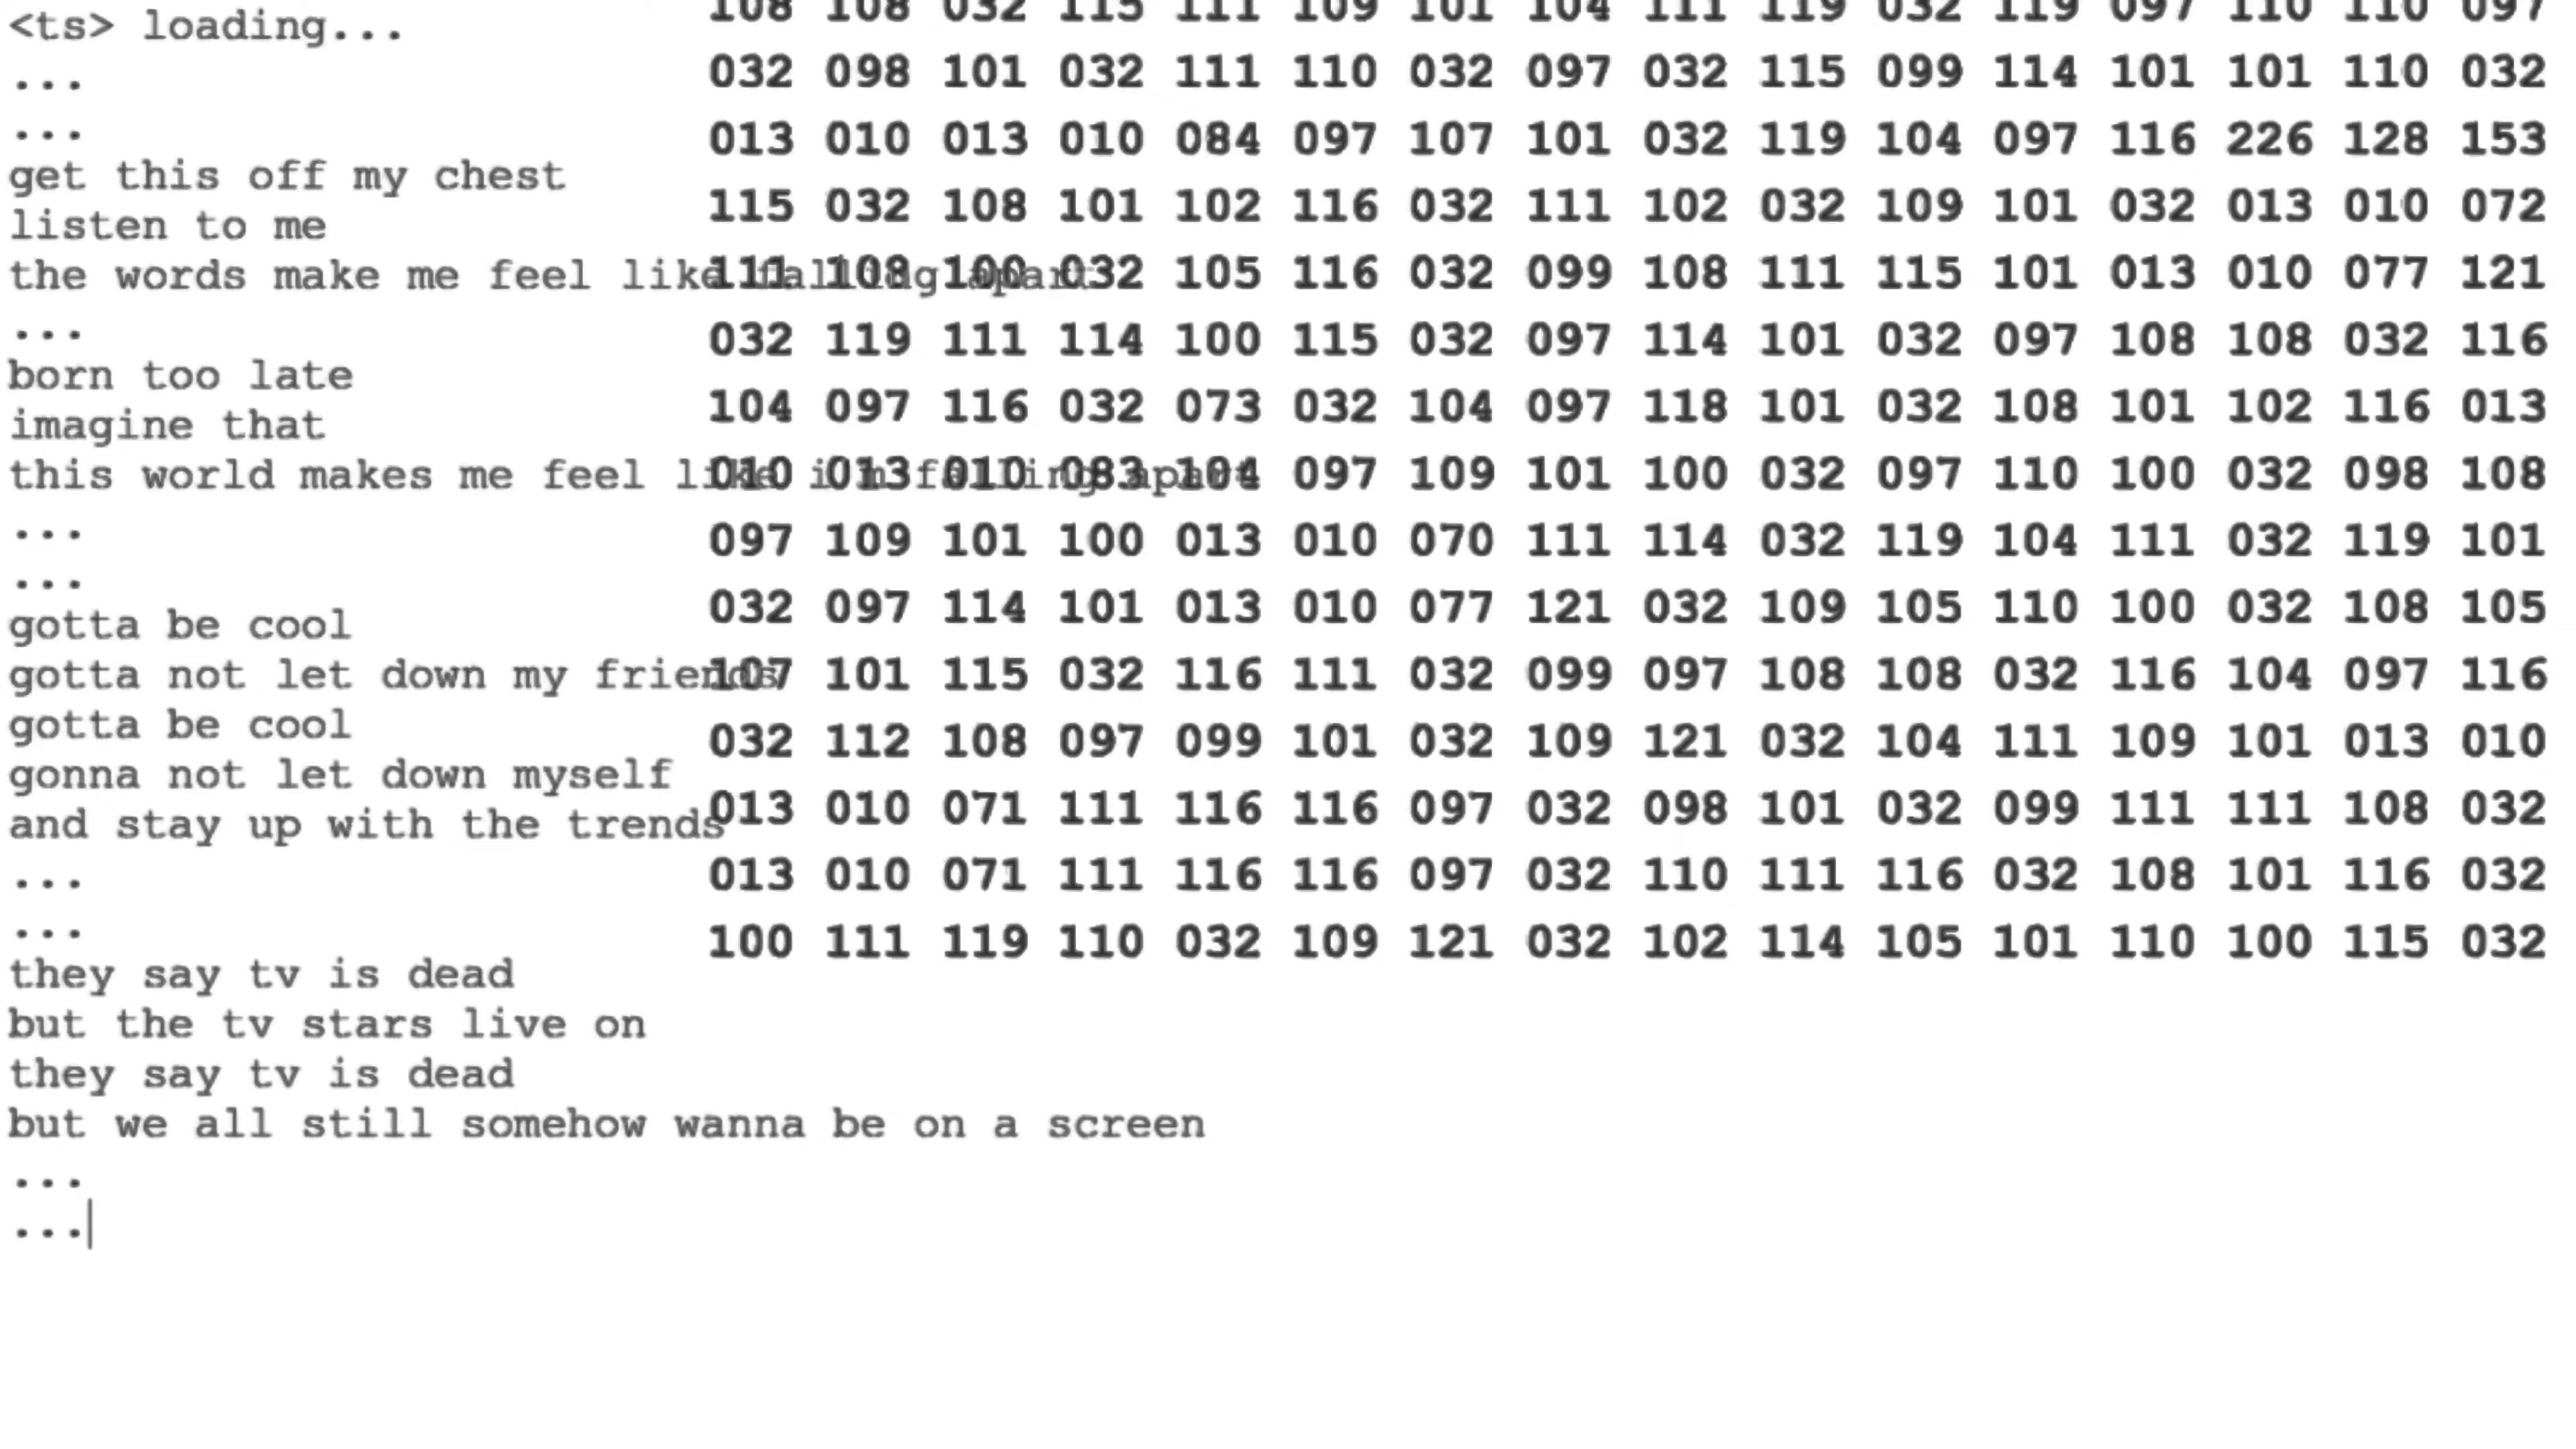 <ts> loading...
...
...
get this off my chest
listen to me
the words make me feel like falling apart
...
born too late
imagine that
this world makes me feel like i'm falling apart
...
...
gotta be cool
gotta not let down my friends
gotta be cool
gonna not let down myself
and stay up with the trends
...
...
they say tv is dead
but the tv stars live on
they say tv is dead
but we all still somehow wanna be on a screen
...
...
108 108 032 115 111 109 101 104 111 119 032 119 097 110 110 097
032 098 101 032 111 110 032 097 032 115 099 114 101 101 110 032
013 010 013 010 084 097 107 101 032 119 104 097 116 226 128 153
115 032 108 101 102 116 032 111 102 032 109 101 032 013 010 072
111 108 100 032 105 116 032 099 108 111 115 101 013 010 077 121
032 119 111 114 100 115 032 097 114 101 032 097 108 108 032 116
104 097 116 032 073 032 104 097 118 101 032 108 101 102 116 013
010 013 010 083 104 097 109 101 100 032 097 110 100 032 098 108
097 109 101 100 013 010 070 111 114 032 119 104 111 032 119 101
032 097 114 101 013 010 077 121 032 109 105 110 100 032 108 105
107 101 115 032 116 111 032 099 097 108 108 032 116 104 097 116
032 112 108 097 099 101 032 109 121 032 104 111 109 101 013 010
013 010 071 111 116 116 097 032 098 101 032 099 111 111 108 032
013 010 071 111 116 116 097 032 110 111 116 032 108 101 116 032
100 111 119 110 032 109 121 032 102 114 105 101 110 100 115 032